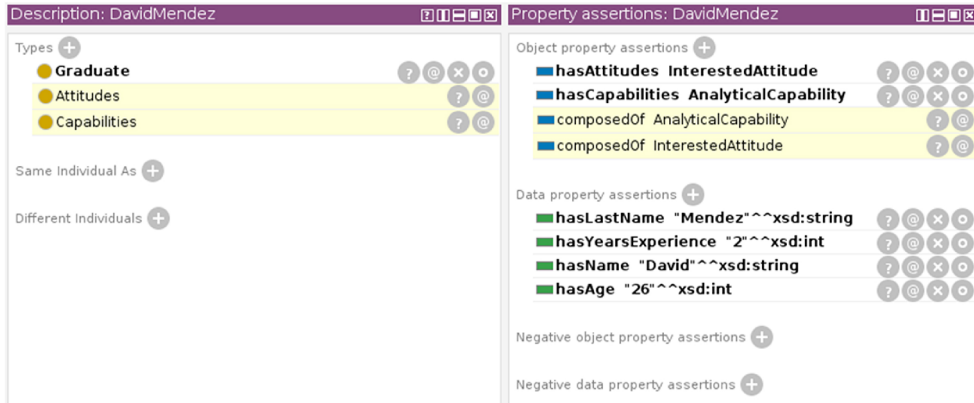 Description: DavidMendez
Types
Graduate
Attitudes
Capabilities
Same Individual As
Different Individuals
Property assertions: DavidMendez
Object property assertions
hasAttitudes InterestedAttitude
hasCapabilities AnalyticalCapability
composedOf AnalyticalCapability
composedOf InterestedAttitude
Data property assertions
hasLastName "Mendez"^^xsd:string
hasYearsExperience "2"^^xsd:int
hasName "David"^^xsd:string
hasAge "26"^^xsd:int
Negative object property assertions
Negative data property assertions